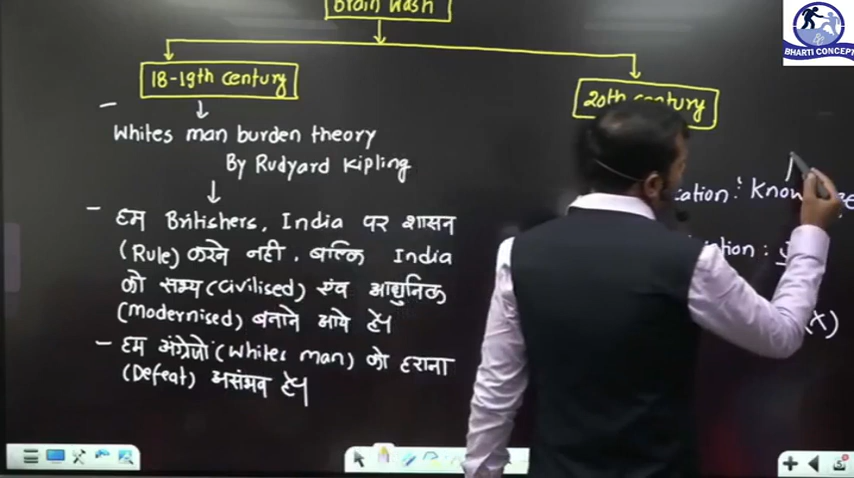 Brain Wash
18-19th Century
Whites man burden theory
By Rudyard Kipling
हम Britishers, India पर शासन
(Rule) करने नहीं, बल्कि India
को सभ्य (Civilised) एंव आधुनिक
(Modernised) बनाने आये है।
हम अंग्रेजो (Whites man) को हराना
(Defeat) असंभव है।
20th Century
: Know
:
(X)
BHARTI CONCEPT